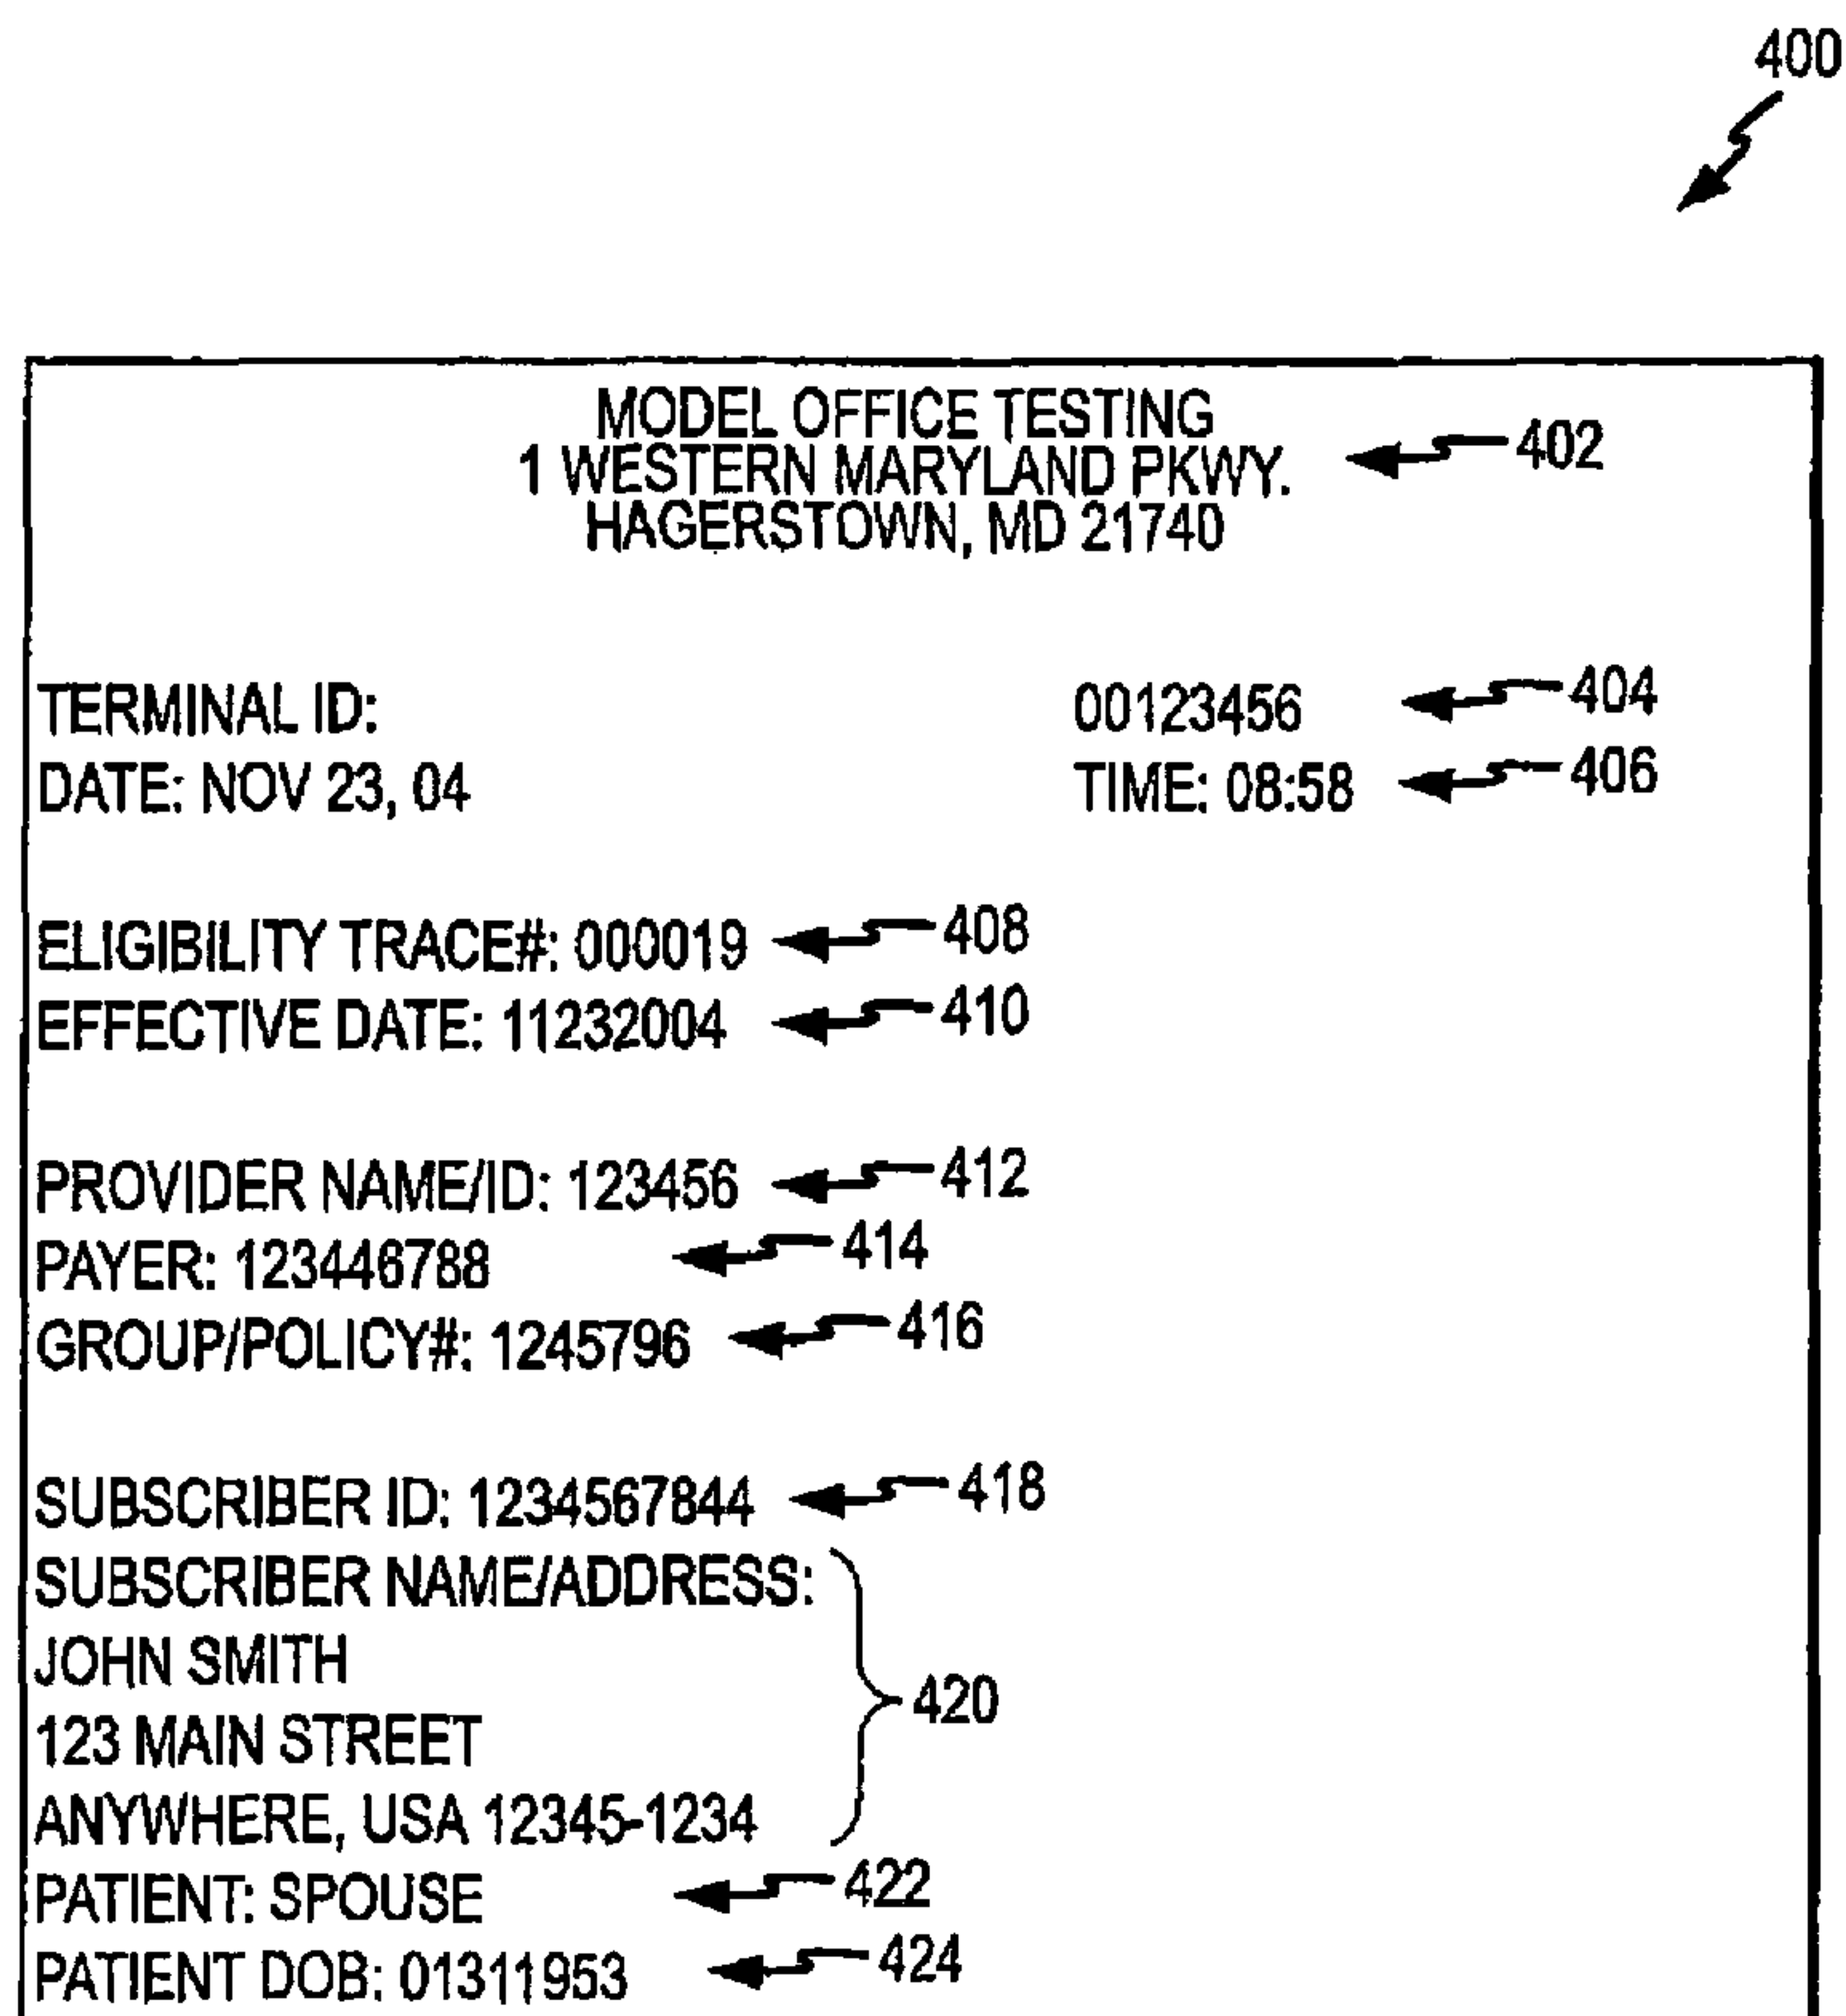 400
MODEL OFFICE TESTING
1 WESTERN MARYLAND PKWY. 402
HAGERSTOWN, MD 21740
TERMINAL ID: 00123456 404
DATE: NOV 23, 04 TIME: 08:58 406
ELIGIBILITY TRACE#: 000019 408
EFFECTIVE DATE: 11232004 410
PROVIDER NAME/ID: 123456 412
PAYER: 123446788 414
GROUP/POLICY#: 1245796 416
SUBSCRIBER ID: 1234567844 418
SUBSCRIBER NAME/ADDRESS:
JOHN SMITH
420
123 MAIN STREET
ANYWHERE, USA 12345-1234
PATIENT: SPOUSE 422
PATIENT DOB: 01311953 424